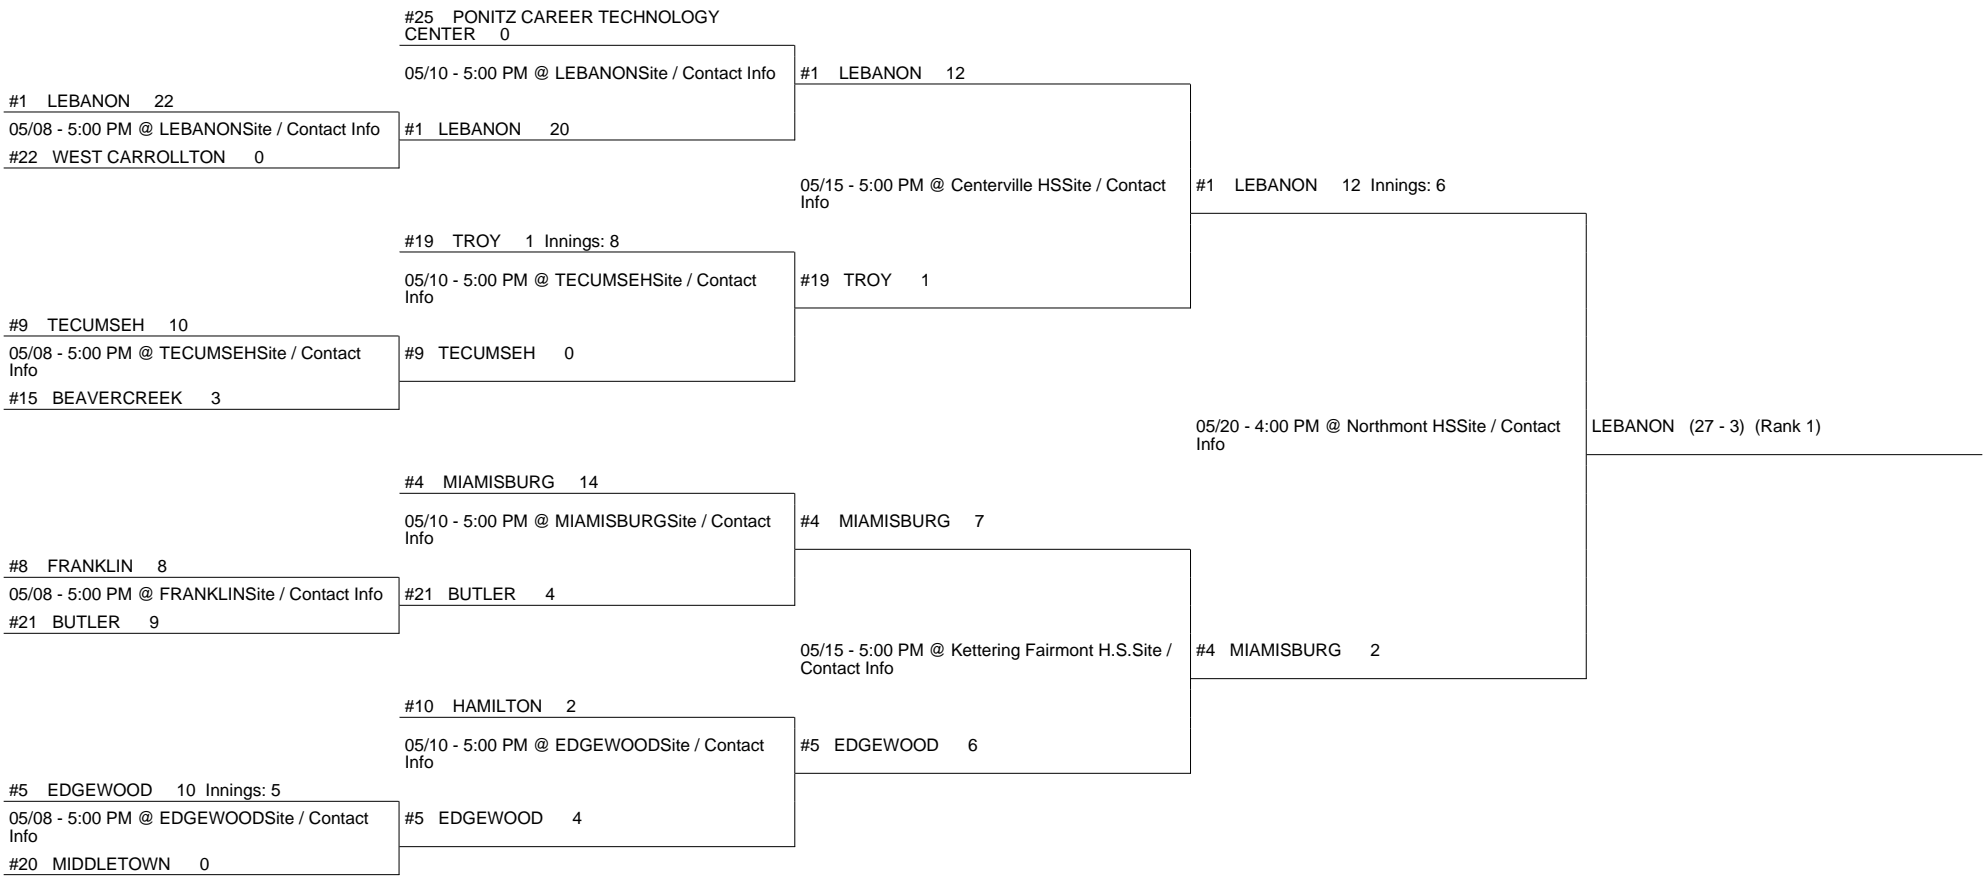 #25 PONITZ CAREER TECHNOLOGY
CENTER 0
05/10 - 5:00 PM @ LEBANONSite / Contact Info
#1 LEBANON 12
#1 LEBANON 22
05/08 - 5:00 PM @ LEBANONSite / Contact Info
#1 LEBANON 20
#22 WEST CARROLLTON 0
05/15 - 5:00 PM @ Centerville HSSite / Contact
Info
#1 LEBANON 12 Innings: 6
#19 TROY 1 Innings: 8
05/10 - 5:00 PM @ TECUMSEHSite / Contact
Info
#19 TROY 1
#9 TECUMSEH 10
05/08 - 5:00 PM @ TECUMSEHSite / Contact
Info
#9 TECUMSEH 0
#15 BEAVERCREEK 3
05/20 - 4:00 PM @ Northmont HSSite / Contact
Info
LEBANON (27 - 3) (Rank 1)
#4 MIAMISBURG 14
05/10 - 5:00 PM @ MIAMISBURGSite / Contact
Info
#4 MIAMISBURG 7
#8 FRANKLIN 8
05/08 - 5:00 PM @ FRANKLINSite / Contact Info
#21 BUTLER 4
#21 BUTLER 9
05/15 - 5:00 PM @ Kettering Fairmont H.S.Site /
Contact Info
#4 MIAMISBURG 2
#10 HAMILTON 2
05/10 - 5:00 PM @ EDGEWOODSite / Contact
Info
#5 EDGEWOOD 6
#5 EDGEWOOD 10 Innings: 5
05/08 - 5:00 PM @ EDGEWOODSite / Contact
Info
#5 EDGEWOOD 4
#20 MIDDLETOWN 0